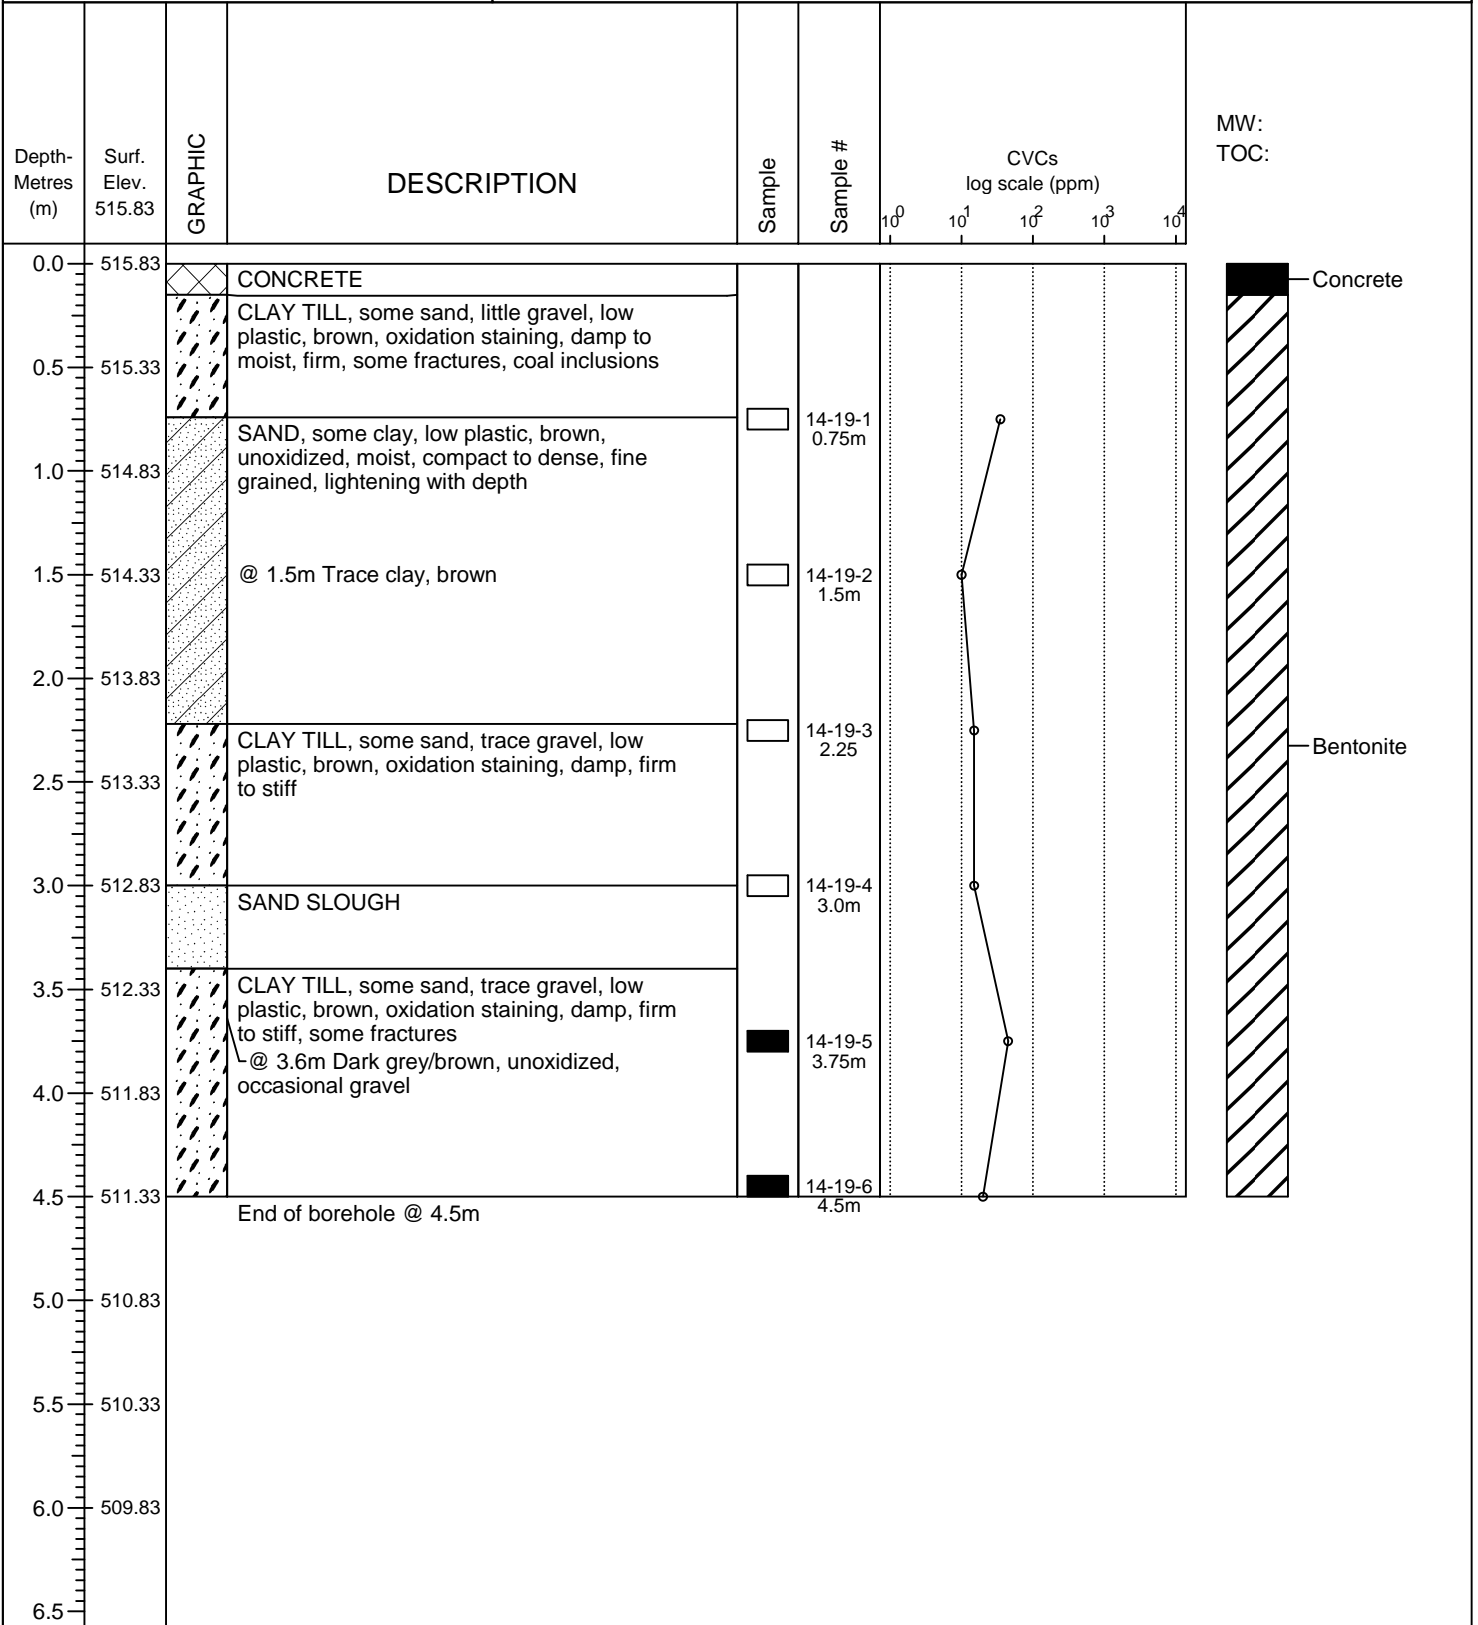 Depth-
Metres
(m)
Surf.
Elev.
515.83
GRAPHIC
DESCRIPTION
Sample
Sample #
CVCs
log scale (ppm)
10^0 10^1 10^2 10^3 10^4
MW:
TOC:
0.0 515.83
CONCRETE
Concrete
CLAY TILL, some sand, little gravel, low
plastic, brown, oxidation staining, damp to
moist, firm, some fractures, coal inclusions
0.5 515.33
14-19-1
0.75m
SAND, some clay, low plastic, brown,
unoxidized, moist, compact to dense, fine
grained, lightening with depth
1.0 514.83
@ 1.5m Trace clay, brown
1.5 514.33
14-19-2
1.5m
2.0 513.83
14-19-3
2.25
CLAY TILL, some sand, trace gravel, low
plastic, brown, oxidation staining, damp, firm
to stiff
Bentonite
2.5 513.33
3.0 512.83
14-19-4
3.0m
SAND SLOUGH
3.5 512.33
CLAY TILL, some sand, trace gravel, low
plastic, brown, oxidation staining, damp, firm
to stiff, some fractures
@ 3.6m Dark grey/brown, unoxidized,
occasional gravel
14-19-5
3.75m
4.0 511.83
4.5 511.33
14-19-6
4.5m
End of borehole @ 4.5m
5.0 510.83
5.5 510.33
6.0 509.83
6.5